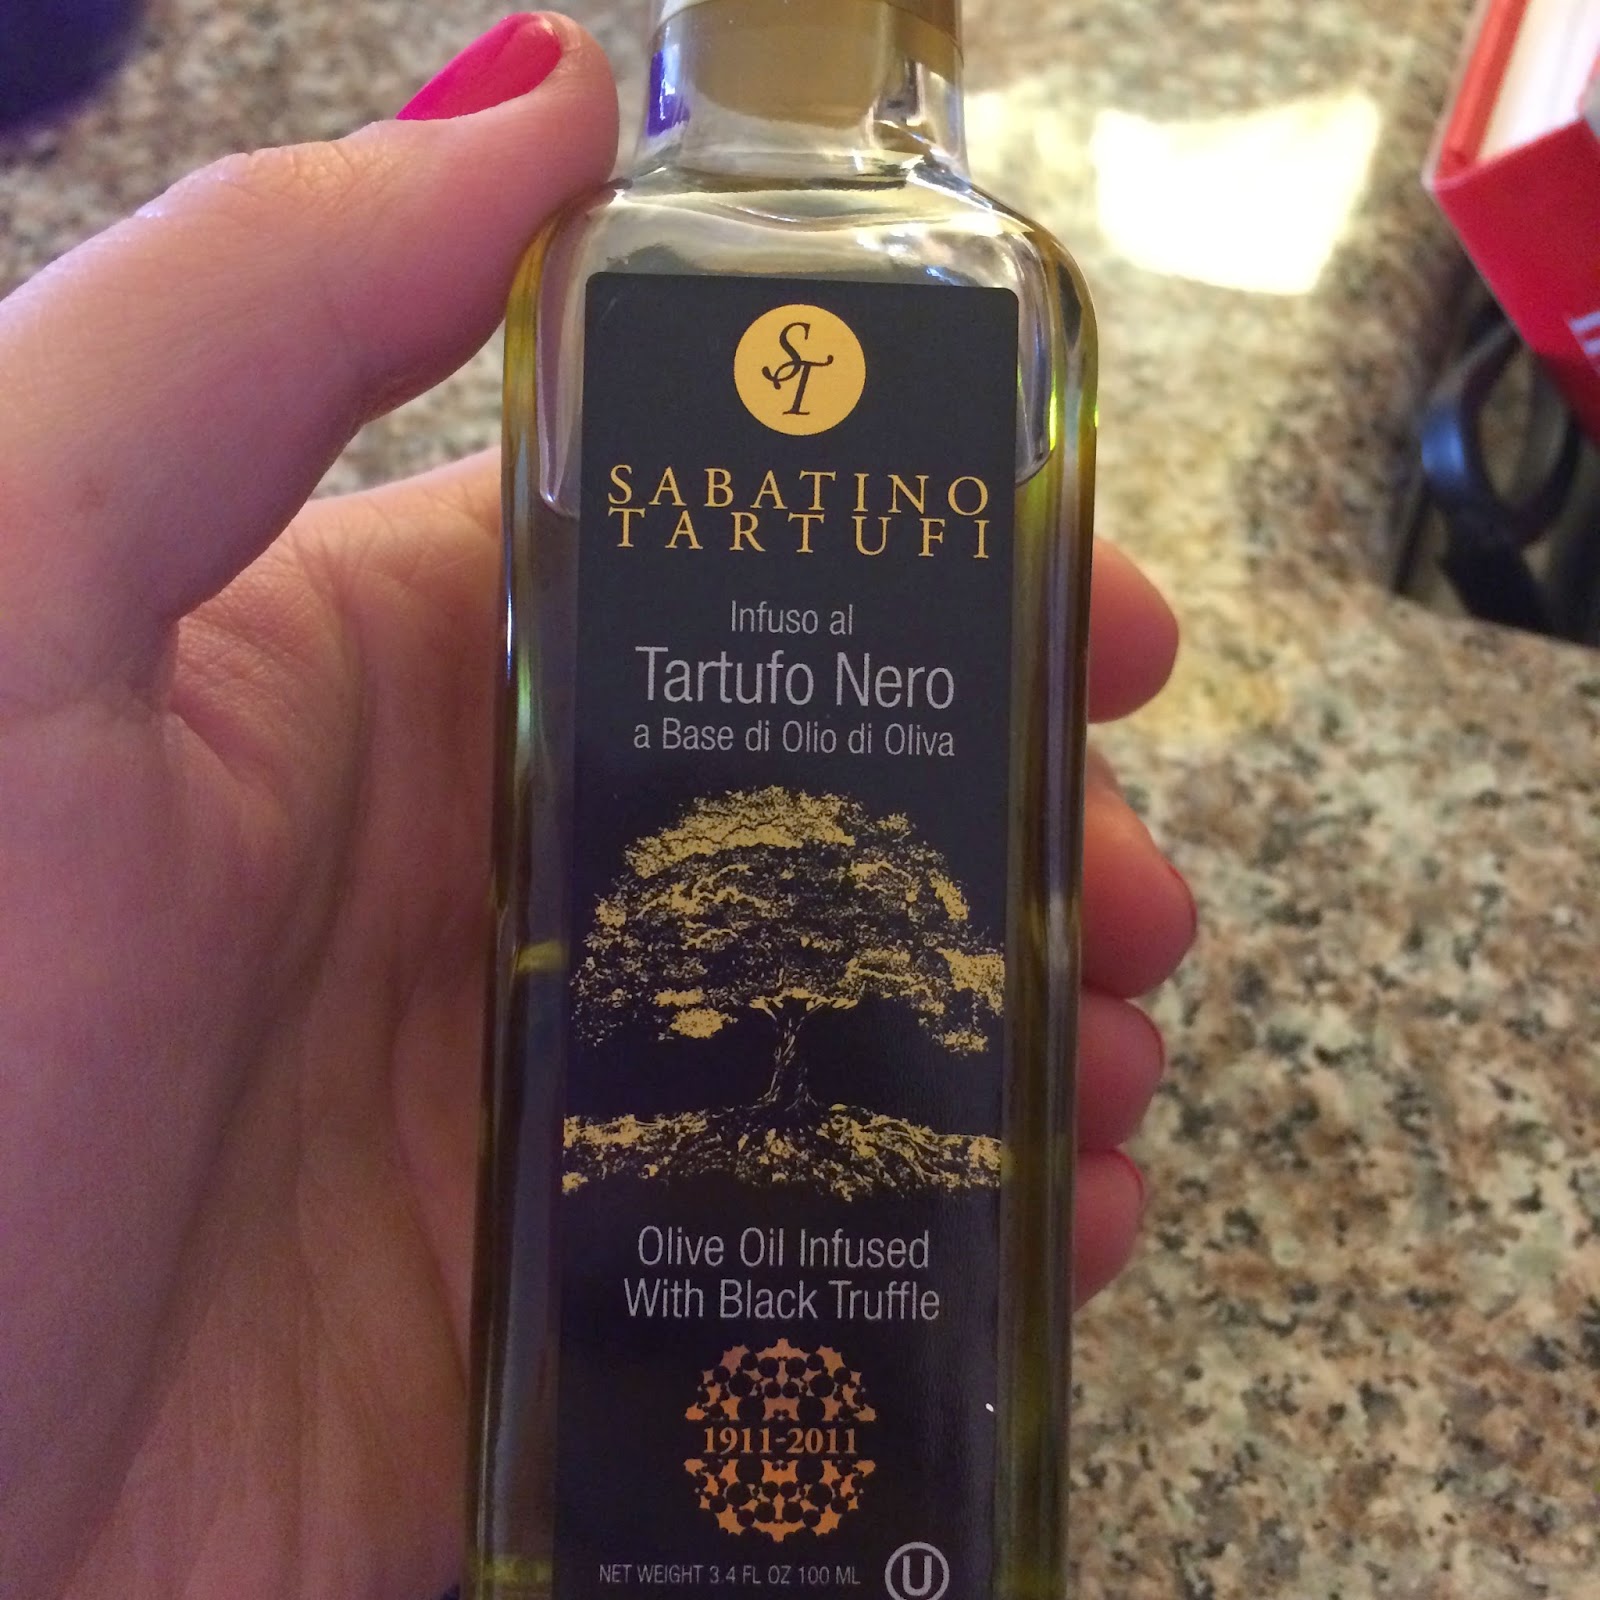 ST
SABATINO
TARTUFI
Infuso al
Tartufo Nero
a Base di Olio di Oliva
Olive Oil Infused
With Black Truffle
1911-2011
NET WEIGHT 3.4 FL OZ 100 ML
U